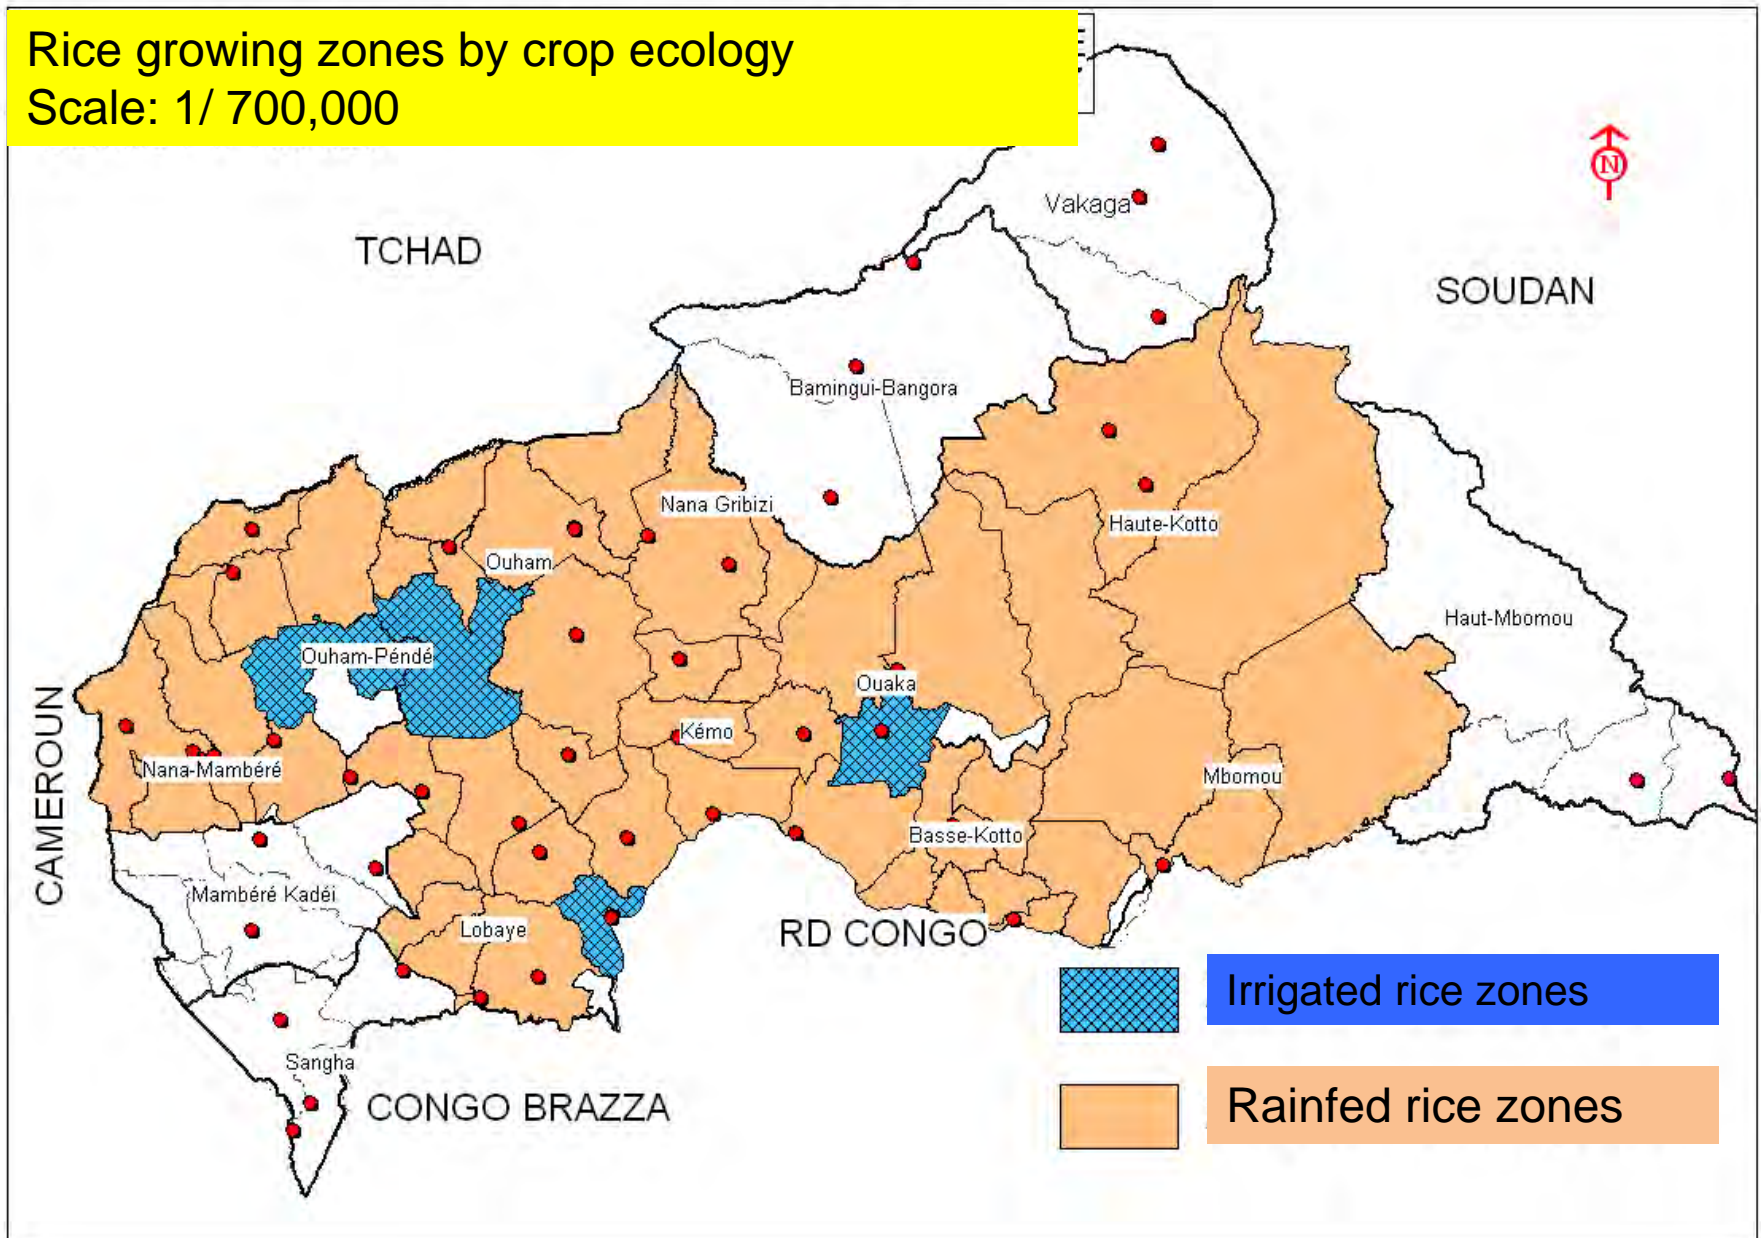 Rice growing zones by crop ecology
Scale: 1/ 700,000
N
Vakaga
TCHAD
SOUDAN
Bamingui-Bangora
Nana Gribizi
Haute-Kotto
Ouham
Haut-Mbomou
Ouham-Péndé
Ouaka
Kémo
CAMEROUN
Nana-Mambéré
Mbomou
Basse-Kotto
Mambéré Kadéi
Lobaye
RD CONGO
Irrigated rice zones
Sangha
CONGO BRAZZA
Rainfed rice zones